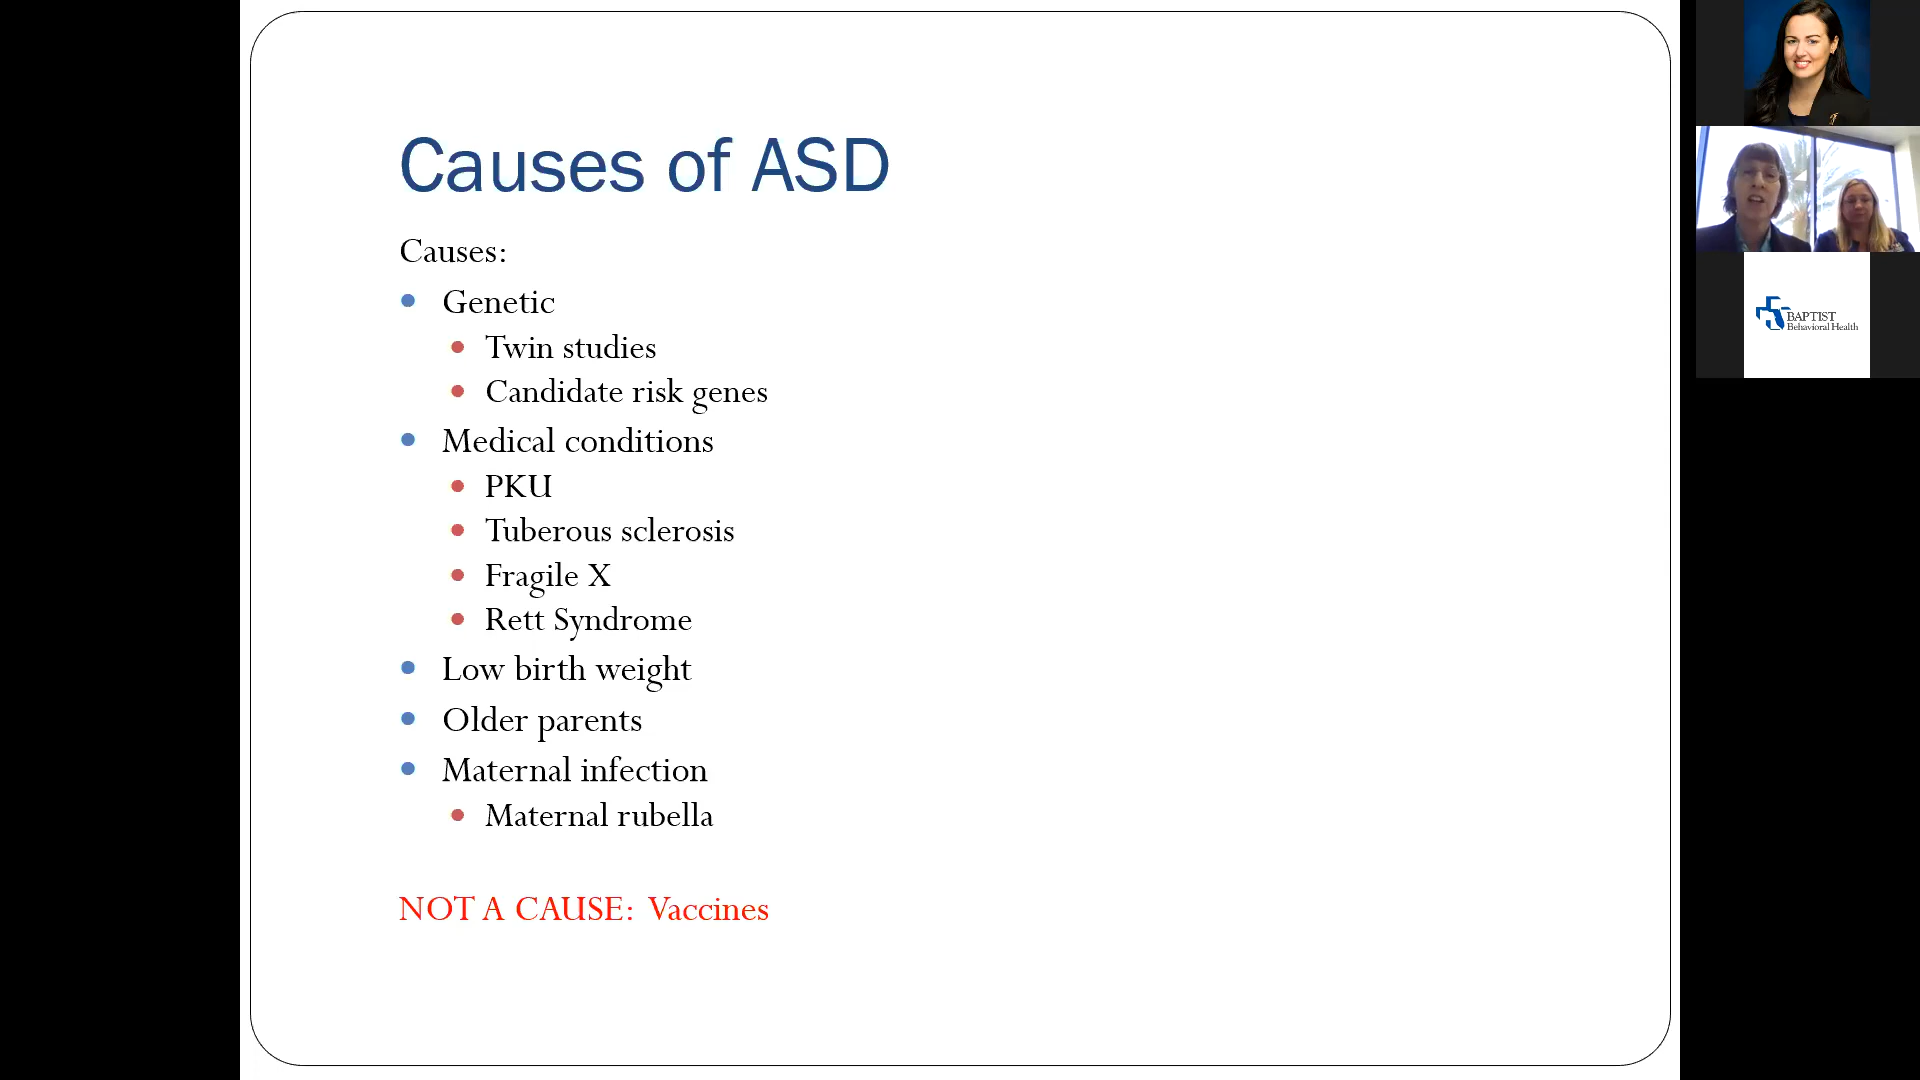 Causes of ASD
Causes:
Genetic
Twin studies
Candidate risk genes
Medical conditions
PKU
Tuberous sclerosis
Fragile X
Rett Syndrome
Low birth weight
Older parents
Maternal infection
Maternal rubella
NOT A CAUSE: Vaccines
BAPTIST
Behavioral Health